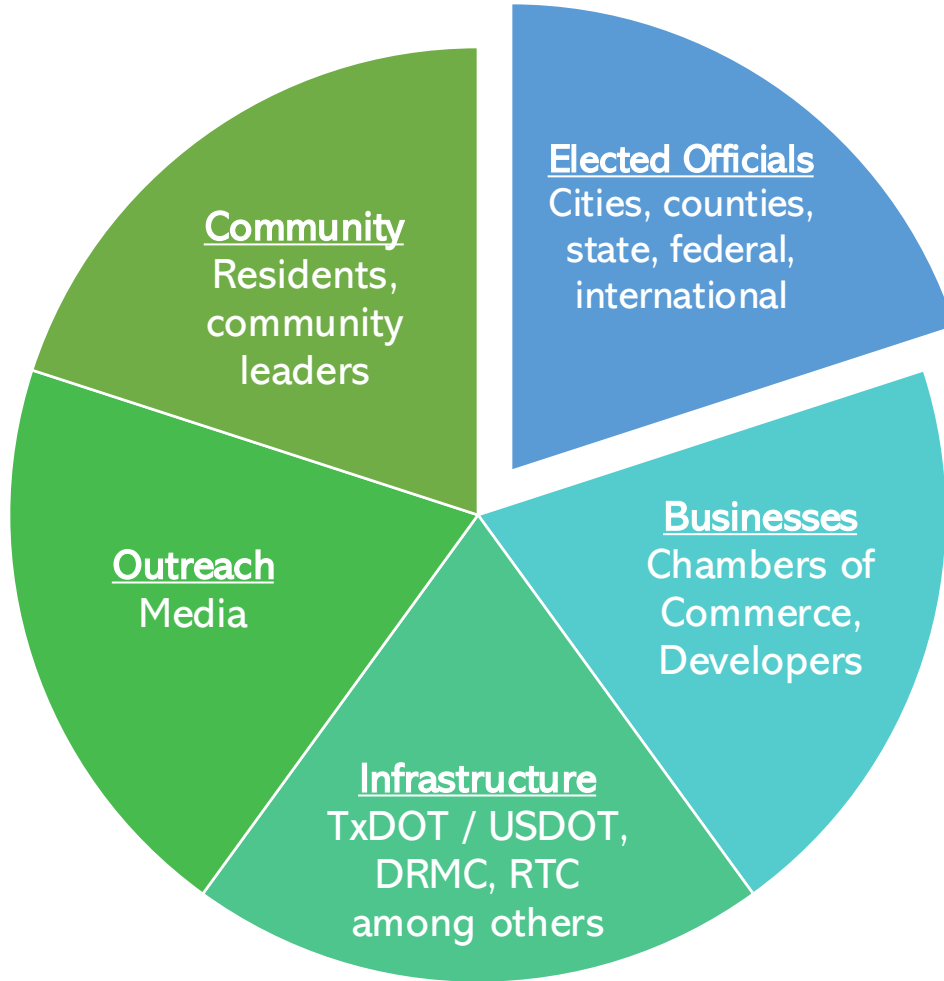 Elected Officials
Cities, counties,
state, federal,
international
Businesses
Chambers of
Commerce,
Developers
Infrastructure
TxDOT / USDOT,
DRMC, RTC
among others
Outreach
Media
Community
Residents,
community
leaders